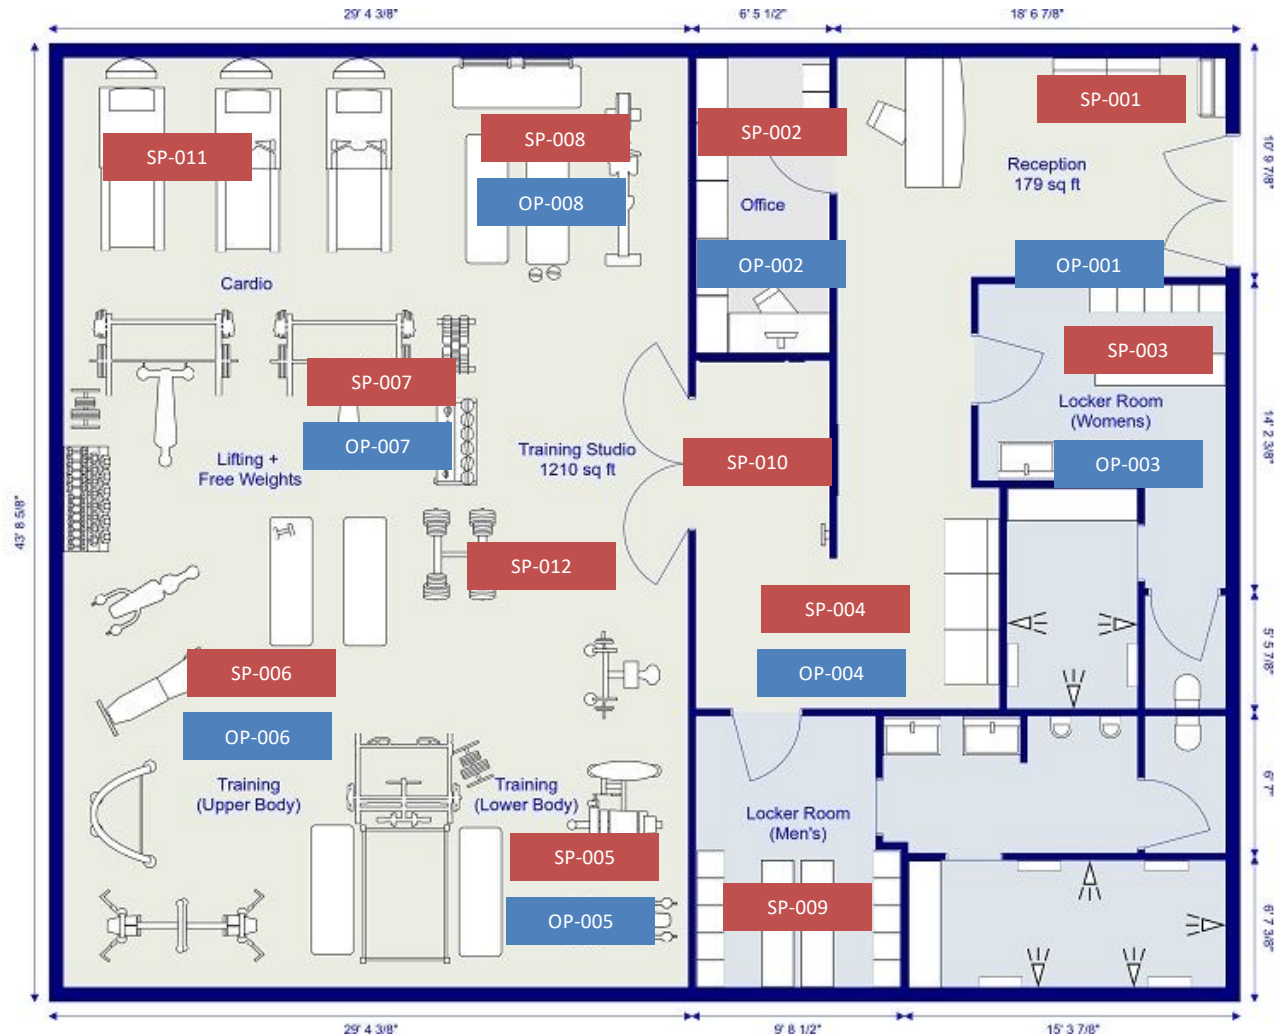 29' 4 3/8"
6' 5 1/2"
18' 6 7/8"
SP-001
SP-002
SP-008
SP-011
10' 9 7/8"
Reception
179 sq ft
OP-008
Office
OP-002
OP-001
Cardio
SP-003
SP-007
Locker Room
(Womens)
14' 2 3/8"
OP-007
Training Studio
1210 sq ft
Lifting +
Free Weights
SP-010
OP-003
43' 8 5/8"
SP-012
SP-004
5' 5 7/8"
SP-006
OP-004
OP-006
6' 7"
Training
(Upper Body)
Training
(Lower Body)
Locker Room
(Men's)
SP-005
SP-009
OP-005
6' 7 3/8"
29' 4 3/8"
9' 8 1/2"
15' 3 7/8"